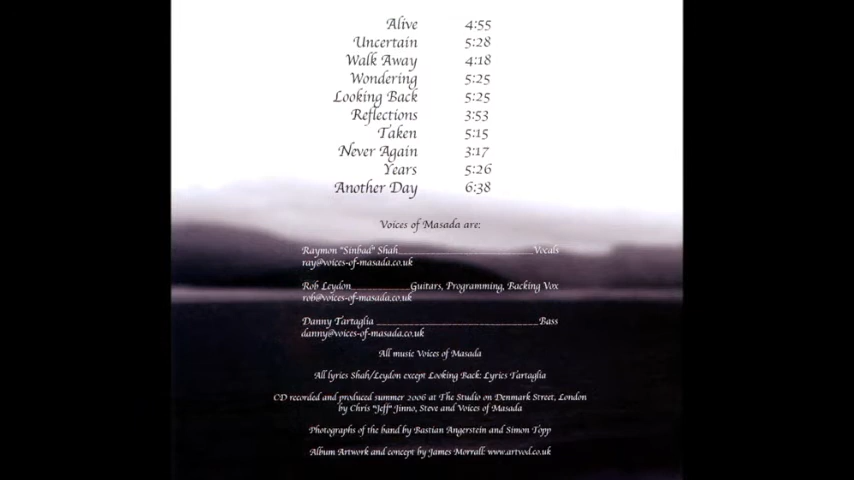 Alive 4:55
Uncertain 5:28
Walk Away 4:18
Wondering 5:25
Looking Back 5:25
Reflections 3:53
Taken 5:15
Never Again 3:17
Years 5:26
Another Day 6:38
Voices of Masada are:
Raymon "Sinbad" Shah Vocals
ray@voices-of-masada.co.uk
Rob Leydon Guitars, Programming, Backing Vox
rob@voices-of-masada.co.uk
Danny Tartaglia Bass
danny@voices-of-masada.co.uk
All music Voices of Masada
All lyrics Shah/Leydon except Looking Back: Lyrics Tartaglia
CD recorded and produced summer 2006 at The Studio on Denmark Street, London
by Chris "Jeff" Jinno, Steve and Voices of Masada
Photographs of the band by Bastian Angerstein and Simon Topp
Album Artwork and concept by James Morrall: www.artvod.co.uk